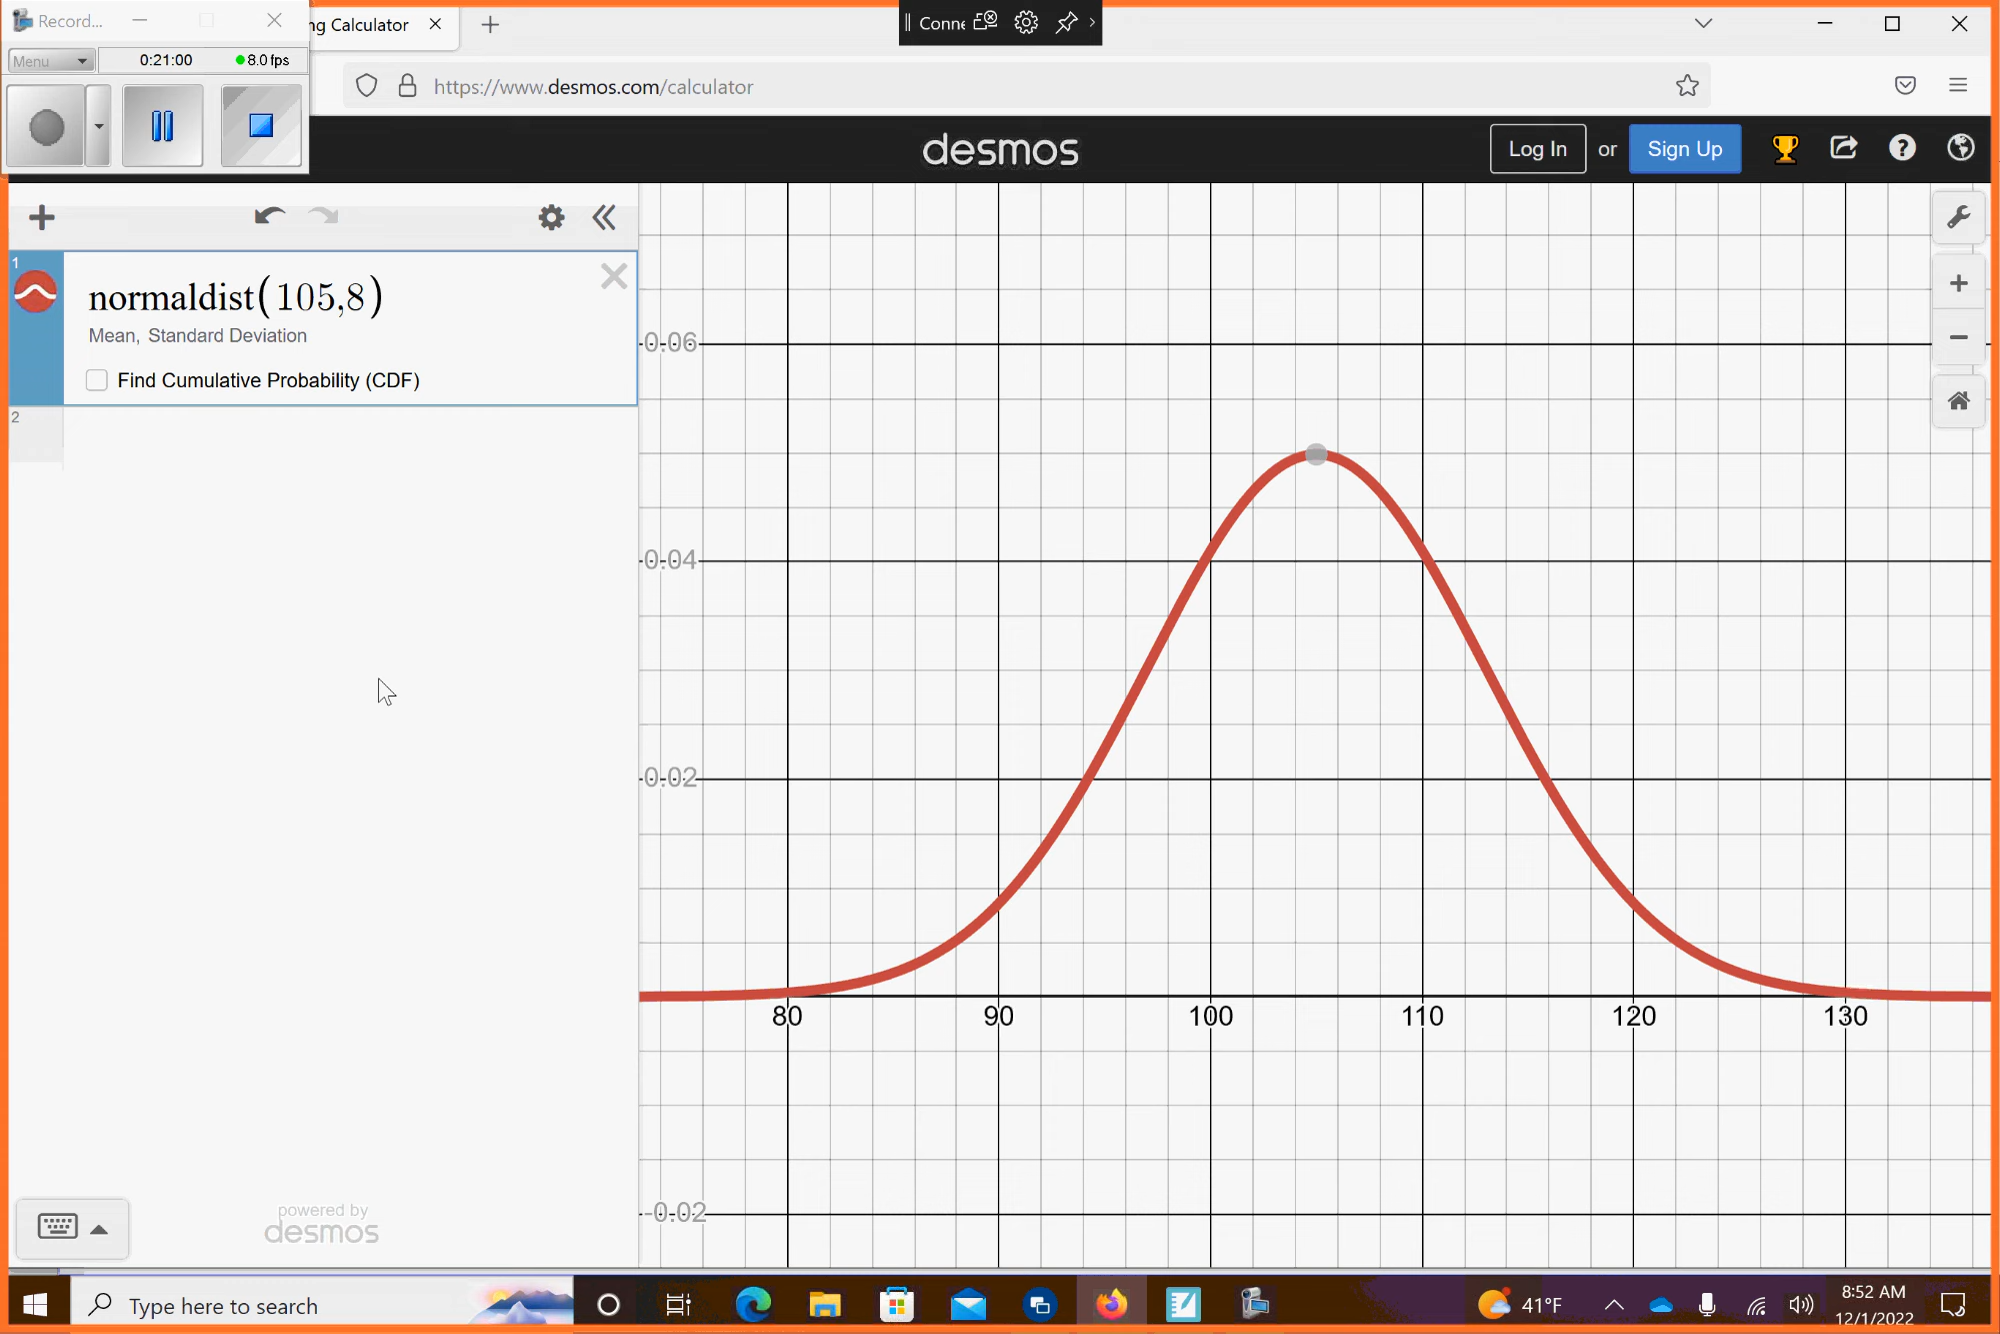 Record...
ng Calculator
Conne
Menu
0:21:00
8.0 fps
https://www.desmos.com/calculator
desmos
Log In or Sign Up
1
normaldist(105,8)
Mean, Standard Deviation
Find Cumulative Probability (CDF)
2
0.06
0.04
0.02
80 90 100 110 120 130
-0.02
powered by
desmos
Type here to search
41°F
8:52 AM
12/1/2022